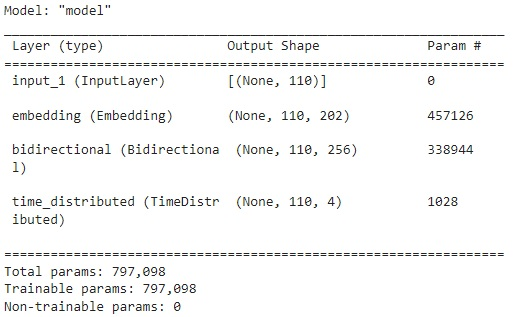 Model: "model"
_________________________________________________________________
Layer (type) Output Shape Param #
=================================================================
input_1 (InputLayer) [(None, 110)] 0
embedding (Embedding) (None, 110, 202) 457126
bidirectional (Bidirectiona (None, 110, 256) 338944
l)
time_distributed (TimeDistr (None, 110, 4) 1028
ibuted)
=================================================================
Total params: 797,098
Trainable params: 797,098
Non-trainable params: 0